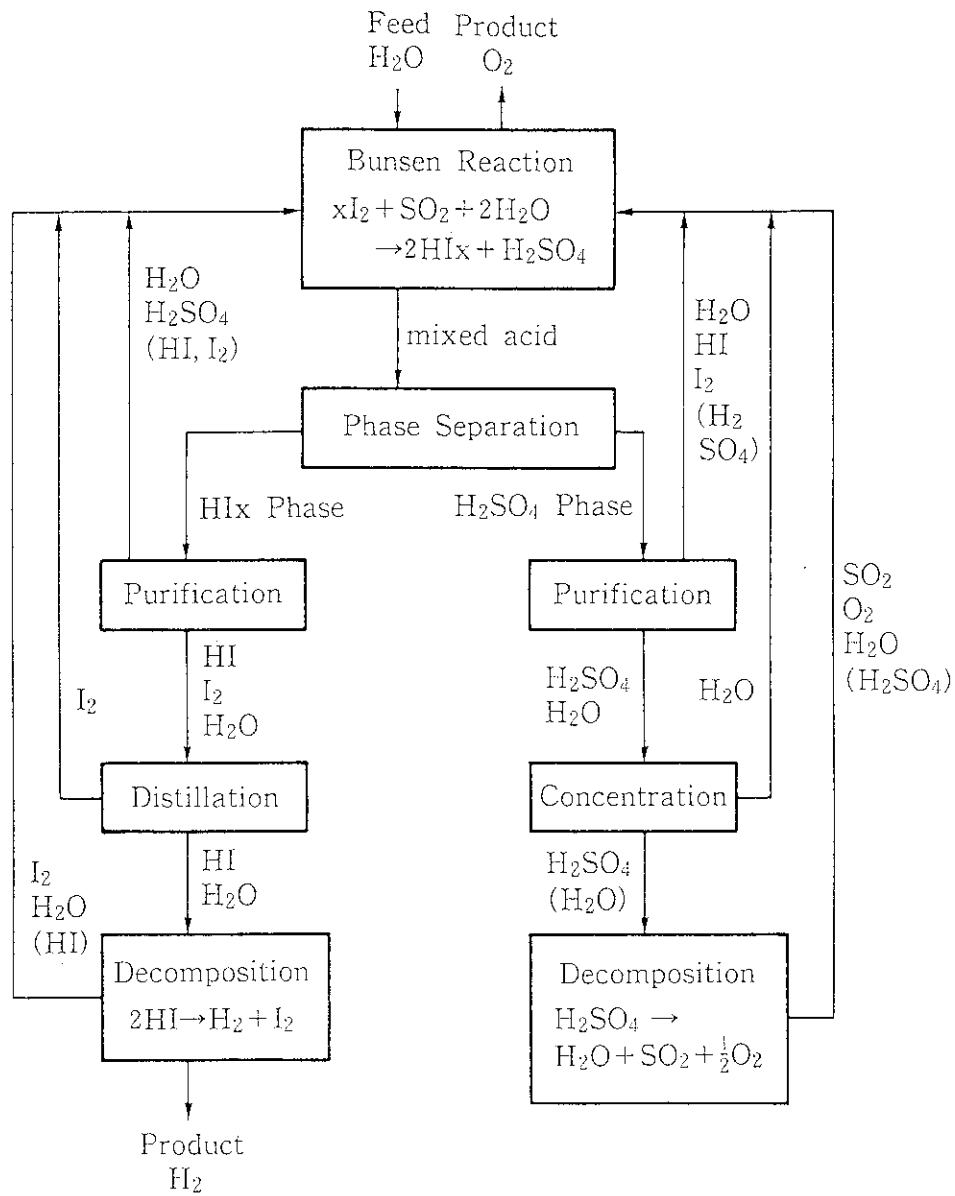 Feed Product
H₂O O₂
Bunsen Reaction
xI₂+SO₂+2H₂O
→2HIx+H₂SO₄
H₂O
H₂SO₄
(HI, I₂)
mixed acid
H₂O
HI
I₂
(H₂
SO₄)
Phase Separation
HIx Phase
H₂SO₄ Phase
Purification
Purification
SO₂
O₂
H₂O
(H₂SO₄)
HI
I₂
H₂O
I₂
H₂SO₄
H₂O
H₂O
Distillation
Concentration
HI
H₂O
I₂
H₂O
(HI)
H₂SO₄
(H₂O)
Decomposition
2HI→H₂+I₂
Decomposition
H₂SO₄ →
H₂O+SO₂+½O₂
Product
H₂